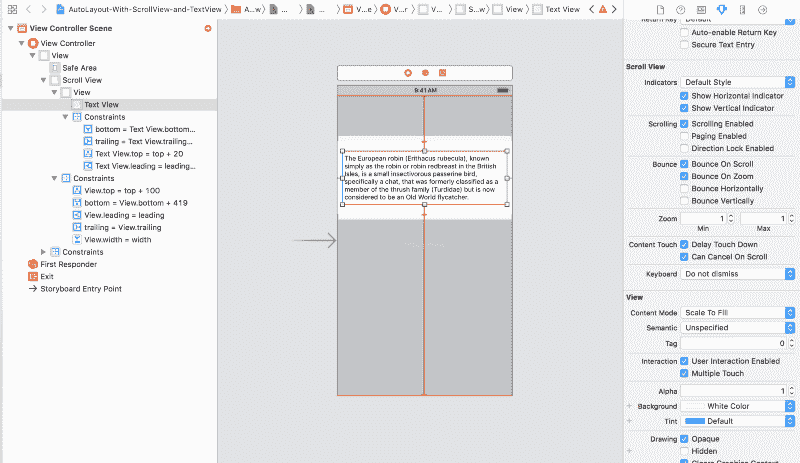 AutoLayout-With-ScrollView-and-TextView
A...w
...
...
V...e
V...r
V...
V...
S...w
V...
Text View
View Controller Scene
View Controller
View
Safe Area
Scroll View
View
Text View
Constraints
bottom = Text View.bottom...
trailing = Text View.trailing...
Text View.top = top + 20
Text View.leading = leading...
Constraints
View.top = top + 100
bottom = View.bottom + 419
View.leading = leading
trailing = View.trailing
View.width = width
Constraints
First Responder
Exit
Storyboard Entry Point
9:41 AM
The European robin (Erithacus rubecula), known
simply as the robin or robin redbreast in the British
Isles, is a small insectivorous passerine bird,
specifically a chat, that was formerly classified as a
member of the thrush family (Turdidae) but is now
considered to be an Old World flycatcher.
Return Key Default
Auto-enable Return Key
Secure Text Entry
Scroll View
Indicators Default Style
Show Horizontal Indicator
Show Vertical Indicator
Scrolling Scrolling Enabled
Paging Enabled
Direction Lock Enabled
Bounce Bounce On Scroll
Bounce On Zoom
Bounce Horizontally
Bounce Vertically
Zoom 1 1
Min Max
Content Touch Delay Touch Down
Can Cancel On Scroll
Keyboard Do not dismiss
View
Content Mode Scale To Fill
Semantic Unspecified
Tag 0
Interaction User Interaction Enabled
Multiple Touch
Alpha 1
+ Background White Color
+ Tint Default
Drawing Opaque
+ Hidden
Clears Graphics Context